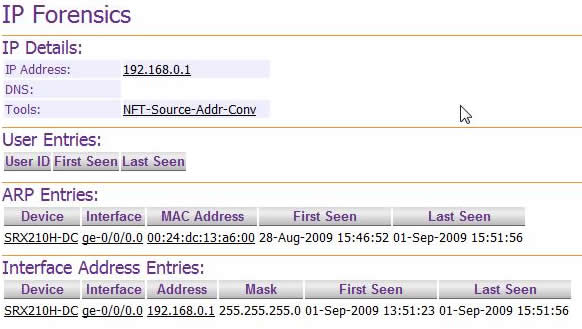 IP Forensics
IP Details:
IP Address: 192.168.0.1
DNS:
Tools: NFT-Source-Addr-Conv
User Entries:
User ID First Seen Last Seen
ARP Entries:
Device Interface MAC Address First Seen Last Seen
SRX210H-DC ge-0/0/0.0 00:24:dc:13:a6:00 28-Aug-2009 15:46:52 01-Sep-2009 15:51:56
Interface Address Entries:
Device Interface Address Mask First Seen Last Seen
SRX210H-DC ge-0/0/0.0 192.168.0.1 255.255.255.0 01-Sep-2009 13:51:23 01-Sep-2009 15:51:56